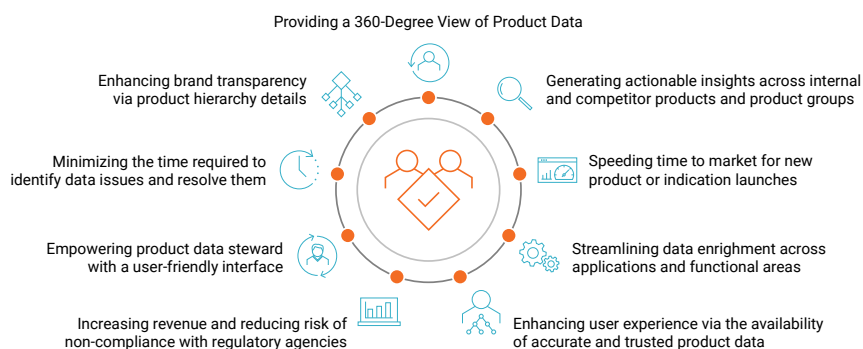 Providing a 360-Degree View of Product Data
Enhancing brand transparency
via product hierarchy details
Generating actionable insights across internal
and competitor products and product groups
Minimizing the time required to
identify data issues and resolve them
Speeding time to market for new
product or indication launches
Empowering product data steward
with a user-friendly interface
Streamlining data enrighment across
applications and functional areas
Increasing revenue and reducing risk of
non-compliance with regulatory agencies
Enhancing user experience via the availability
of accurate and trusted product data